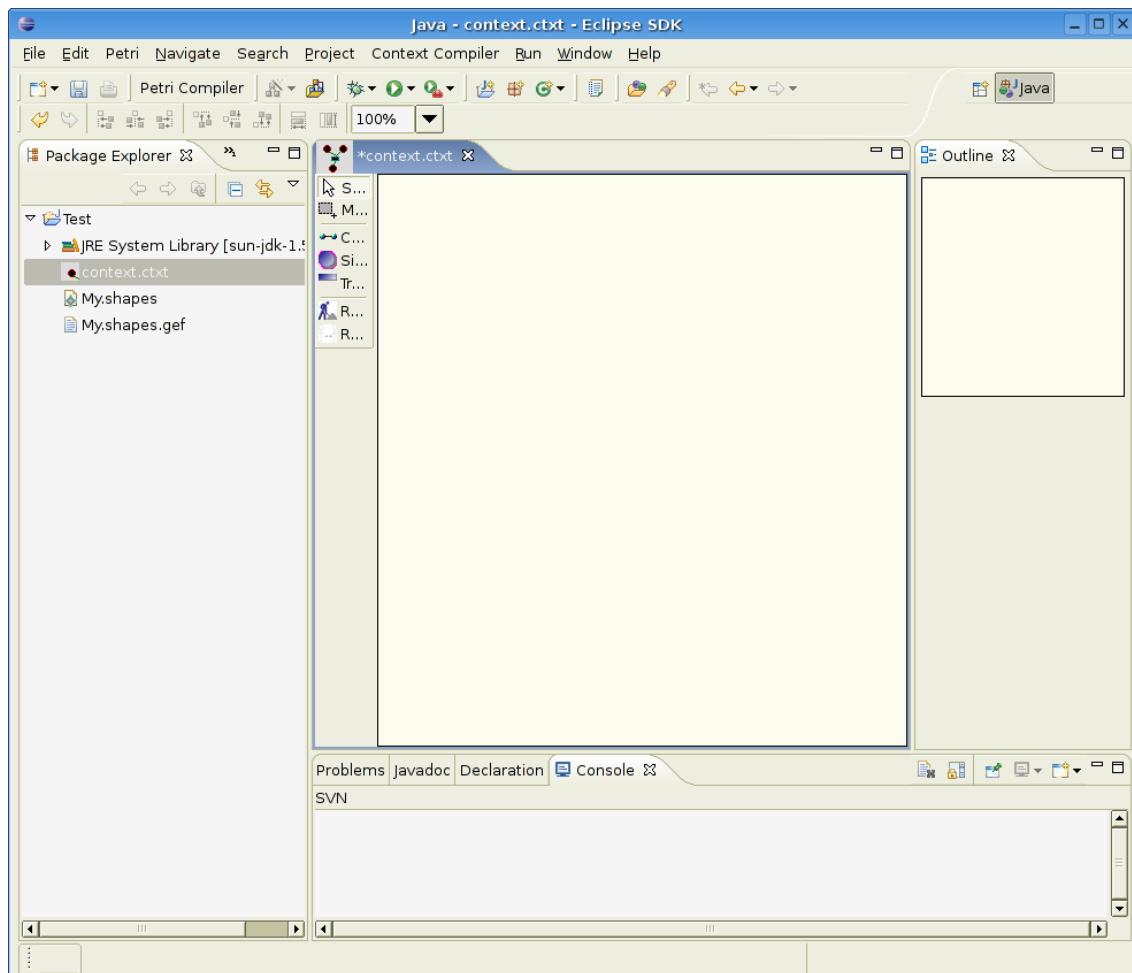 Java - context.ctxt - Eclipse SDK
File Edit Petri Navigate Search Project Context Compiler Run Window Help
Petri Compiler Java
100%
Package Explorer *context.ctxt Outline
S...
M...
Test
C...
JRE System Library [sun-jdk-1.5
Si...
context.ctxt
Tr...
My.shapes
R...
My.shapes.gef
R...
Problems Javadoc Declaration Console
SVN